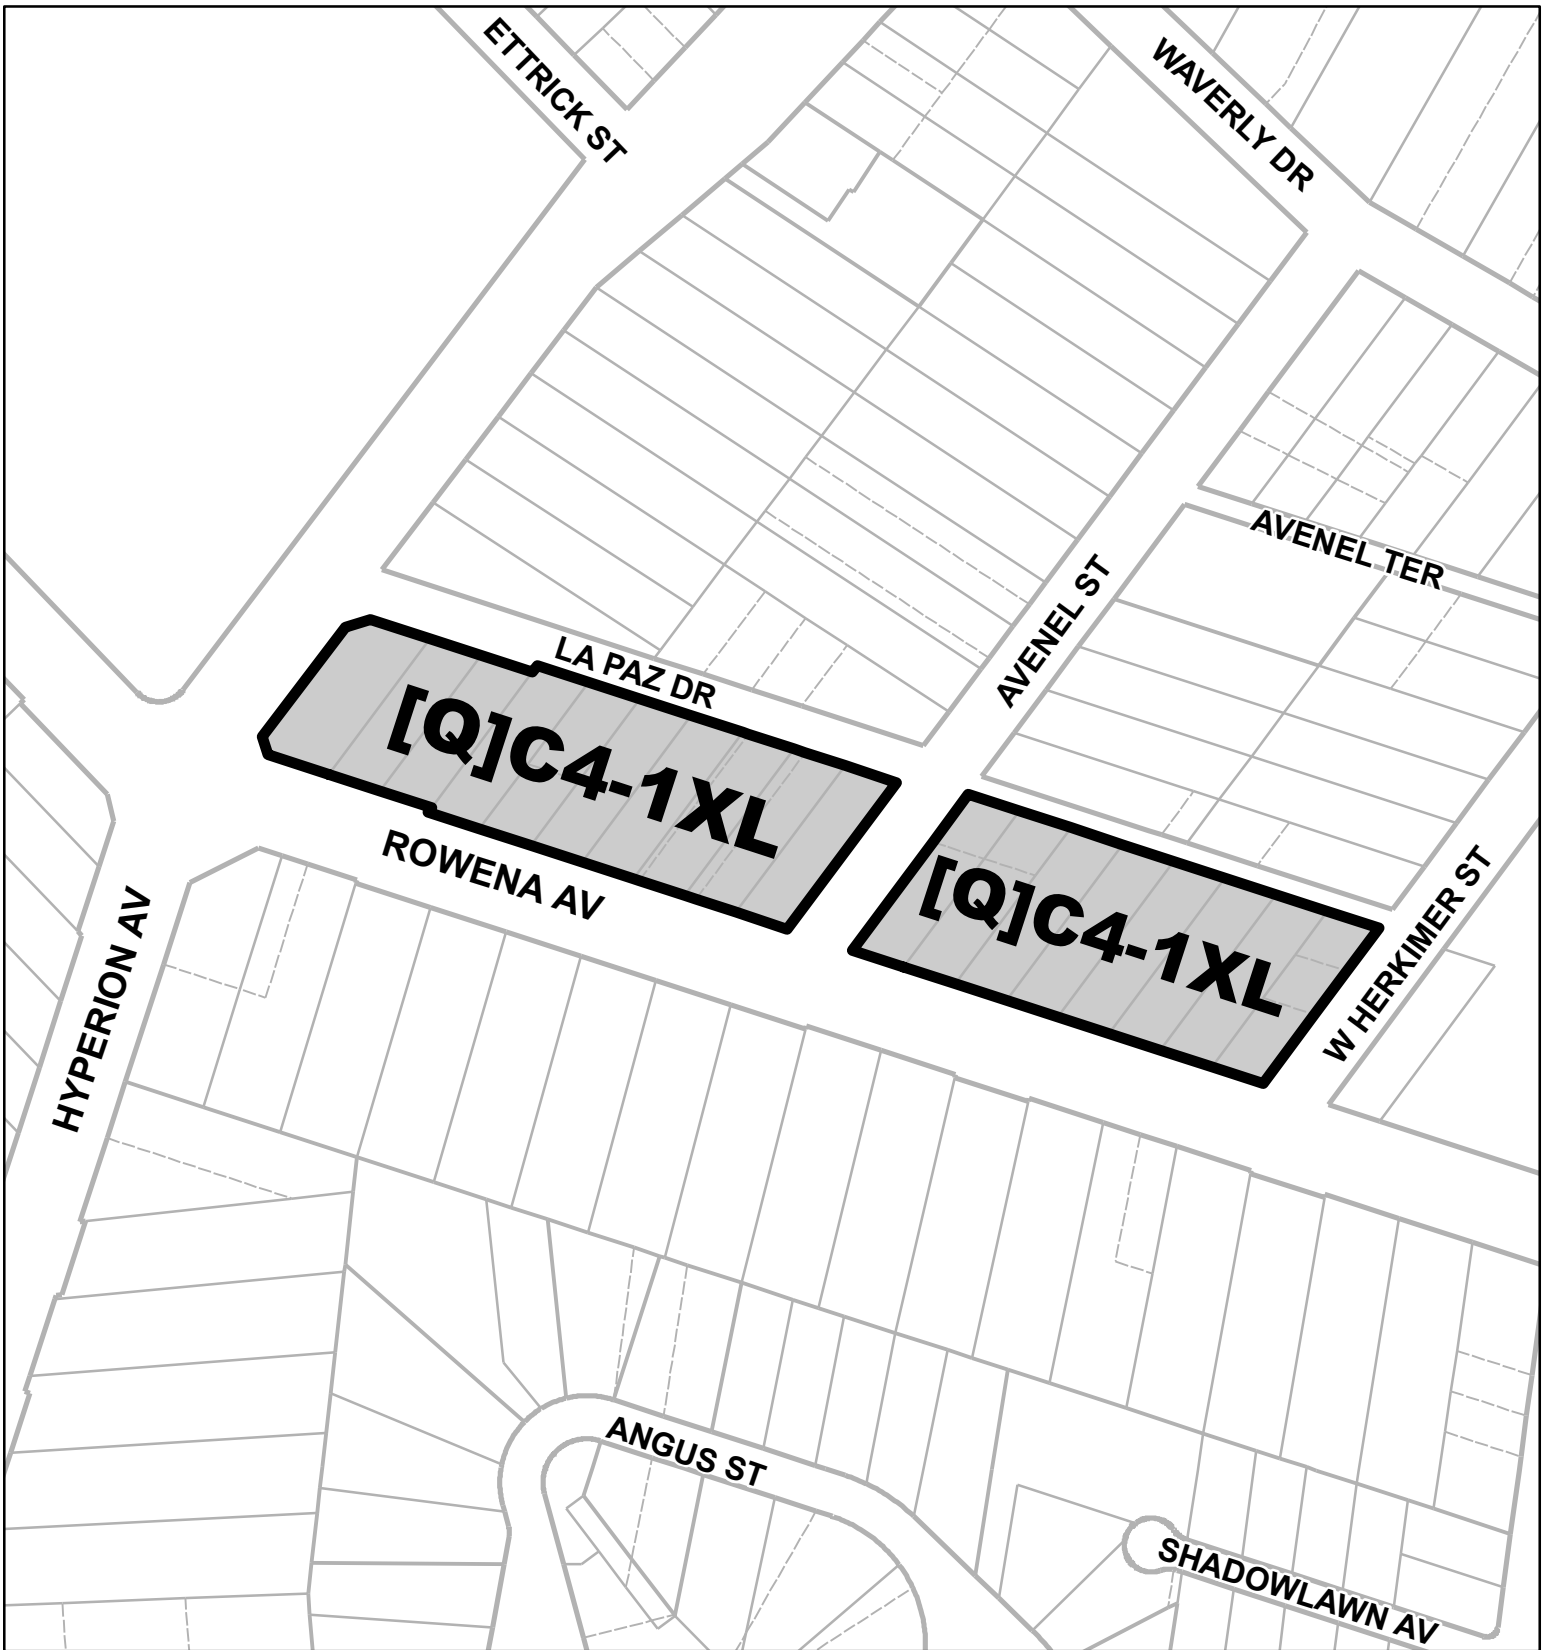 ETTRICK ST
WAVERLY DR
AVENEL TER
AVENEL ST
LA PAZ DR
[Q]C4-1XL
ROWENA AV
[Q]C4-1XL
W HERKIMER ST
HYPERION AV
ANGUS ST
SHADOWLAWN AV